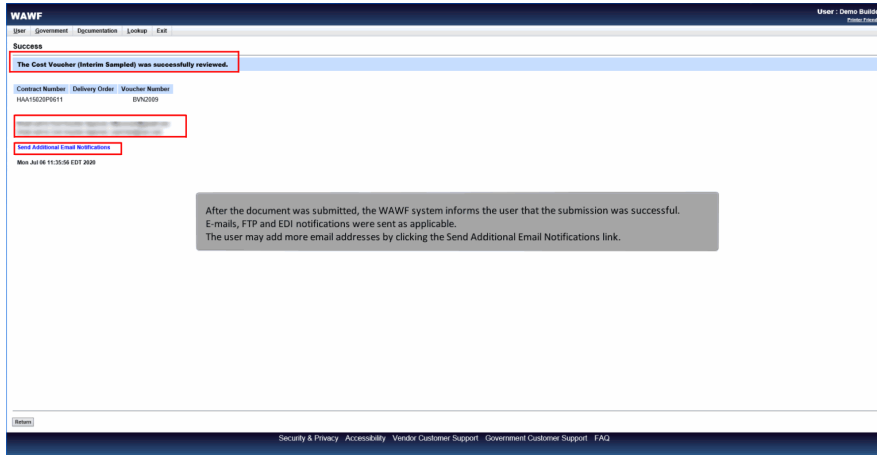 WAWF
User : Demo Builde
Printer Friend
User Government Documentation Lookup Exit
Success
The Cost Voucher (Interim Sampled) was successfully reviewed.
Contract Number Delivery Order Voucher Number
HAA15020P0611 BVN2009
Send Additional Email Notifications
Mon Jul 06 11:35:56 EDT 2020
After the document was submitted, the WAWF system informs the user that the submission was successful.
E-mails, FTP and EDI notifications were sent as applicable.
The user may add more email addresses by clicking the Send Additional Email Notifications link.
Return
Security & Privacy Accessibility Vendor Customer Support Government Customer Support FAQ